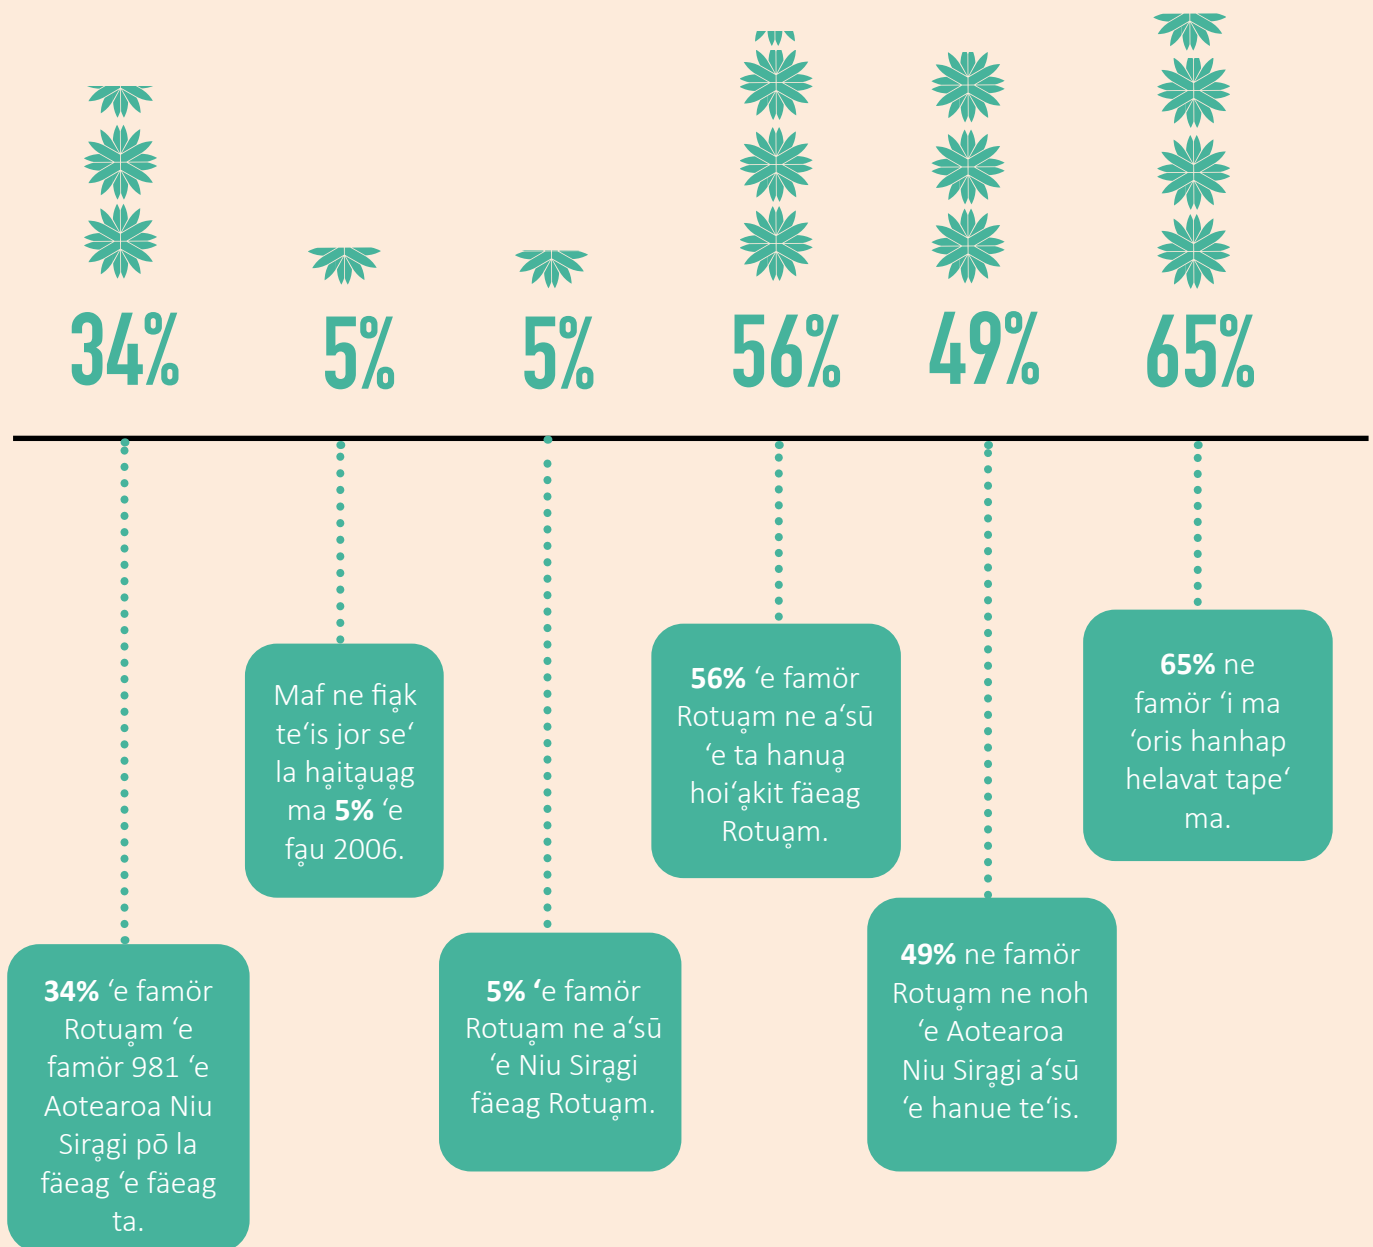 34%
5%
5%
56%
49%
65%
34% ‘e famör
Rotuạm ‘e
famör 981 ‘e
Aotearoa Niu
Sirạgi pō la
fäeag ‘e fäeag
ta.
Maf ne fiạk
te‘is jor se‘
la hạitạuạg
ma 5% ‘e
fạu 2006.
5% ‘e famör
Rotuạm ne a‘sū
‘e Niu Sirạgi
fäeag Rotuạm.
56% ‘e famör
Rotuạm ne a‘sū
‘e ta hanuạ
hoi‘ạkit fäeag
Rotuạm.
49% ne famör
Rotuạm ne noh
‘e Aotearoa
Niu Sirạgi a‘sū
‘e hanue te‘is.
65% ne
famör ‘i ma
‘oris hanhap
helavat tape‘
ma.